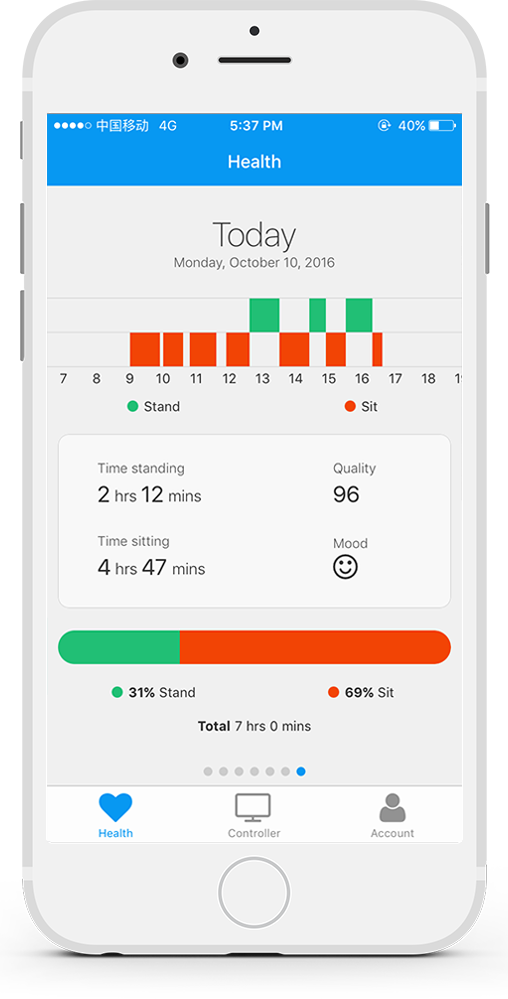 中国移动 4G 5:37 PM 40%
Health
Today
Monday, October 10, 2016
7 8 9 10 11 12 13 14 15 16 17 18
Stand Sit
Time standing Quality
2 hrs 12 mins 96
Time sitting Mood
4 hrs 47 mins
31% Stand 69% Sit
Total 7 hrs 0 mins
Health Controller Account